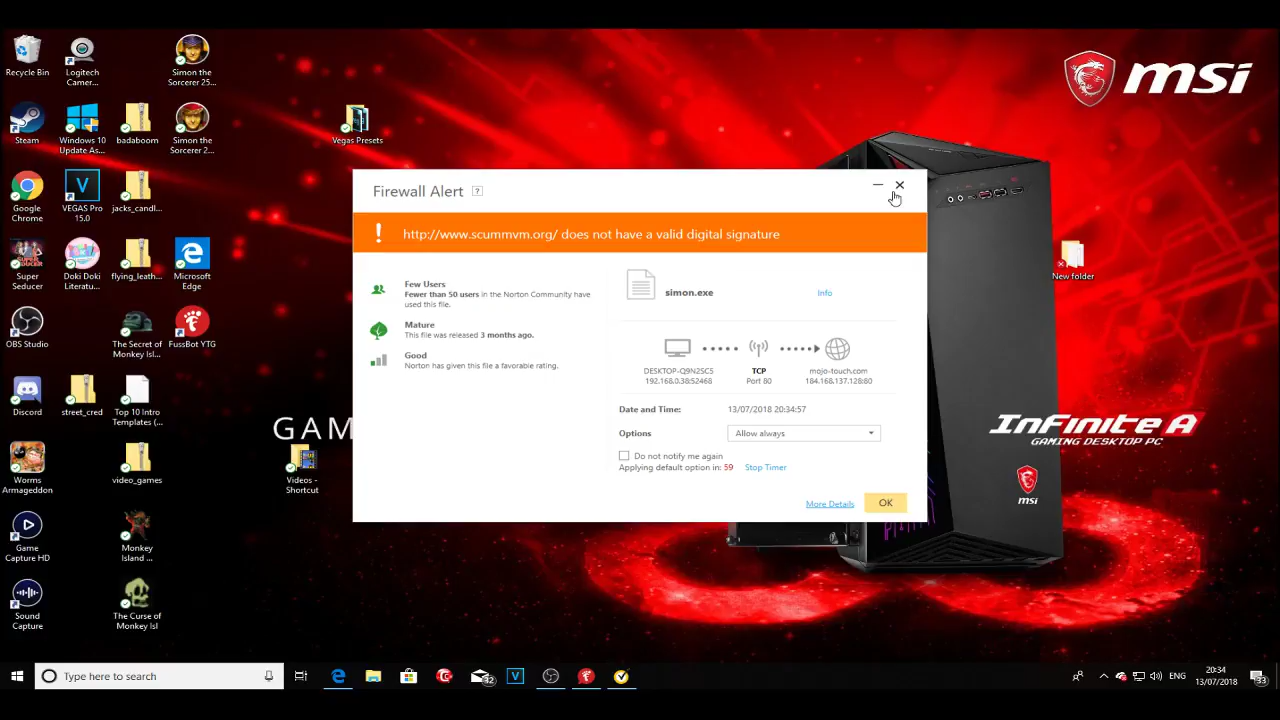 Recycle Bin
Logitech
Camer...
Simon the
Sorcerer 25...
Steam
Windows 10
Update As...
badaboom
Simon the
Sorcerer 2...
Vegas Presets
Google
Chrome
VEGAS Pro
15.0
jacks_candl...
Super
Seducer
Doki Doki
Literatu...
flying_leath...
Microsoft
Edge
OBS Studio
The Secret of
Monkey Isl...
FussBot YTG
Discord
street_cred
Top 10 Intro
Templates (...
Worms
Armageddon
video_games
Videos -
Shortcut
Game
Capture HD
Monkey
Island ...
Sound
Capture
The Curse of
Monkey Isl
New folder
GAM
msi
INFINITE A
GAMING DESKTOP PC
msi
Firewall Alert ?
! http://www.scummvm.org/ does not have a valid digital signature
Few Users
Fewer than 50 users in the Norton Community have
used this file.
Mature
This file was released 3 months ago.
Good
Norton has given this file a favorable rating.
simon.exe
Info
DESKTOP-Q9N2SC5
192.168.0.38:52468
TCP
Port 80
mojo-touch.com
184.168.137.128:80
Date and Time: 13/07/2018 20:34:57
Options Allow always
Do not notify me again
Applying default option in: 59 Stop Timer
More Details OK
Type here to search
V
ENG
20:34
13/07/2018
33